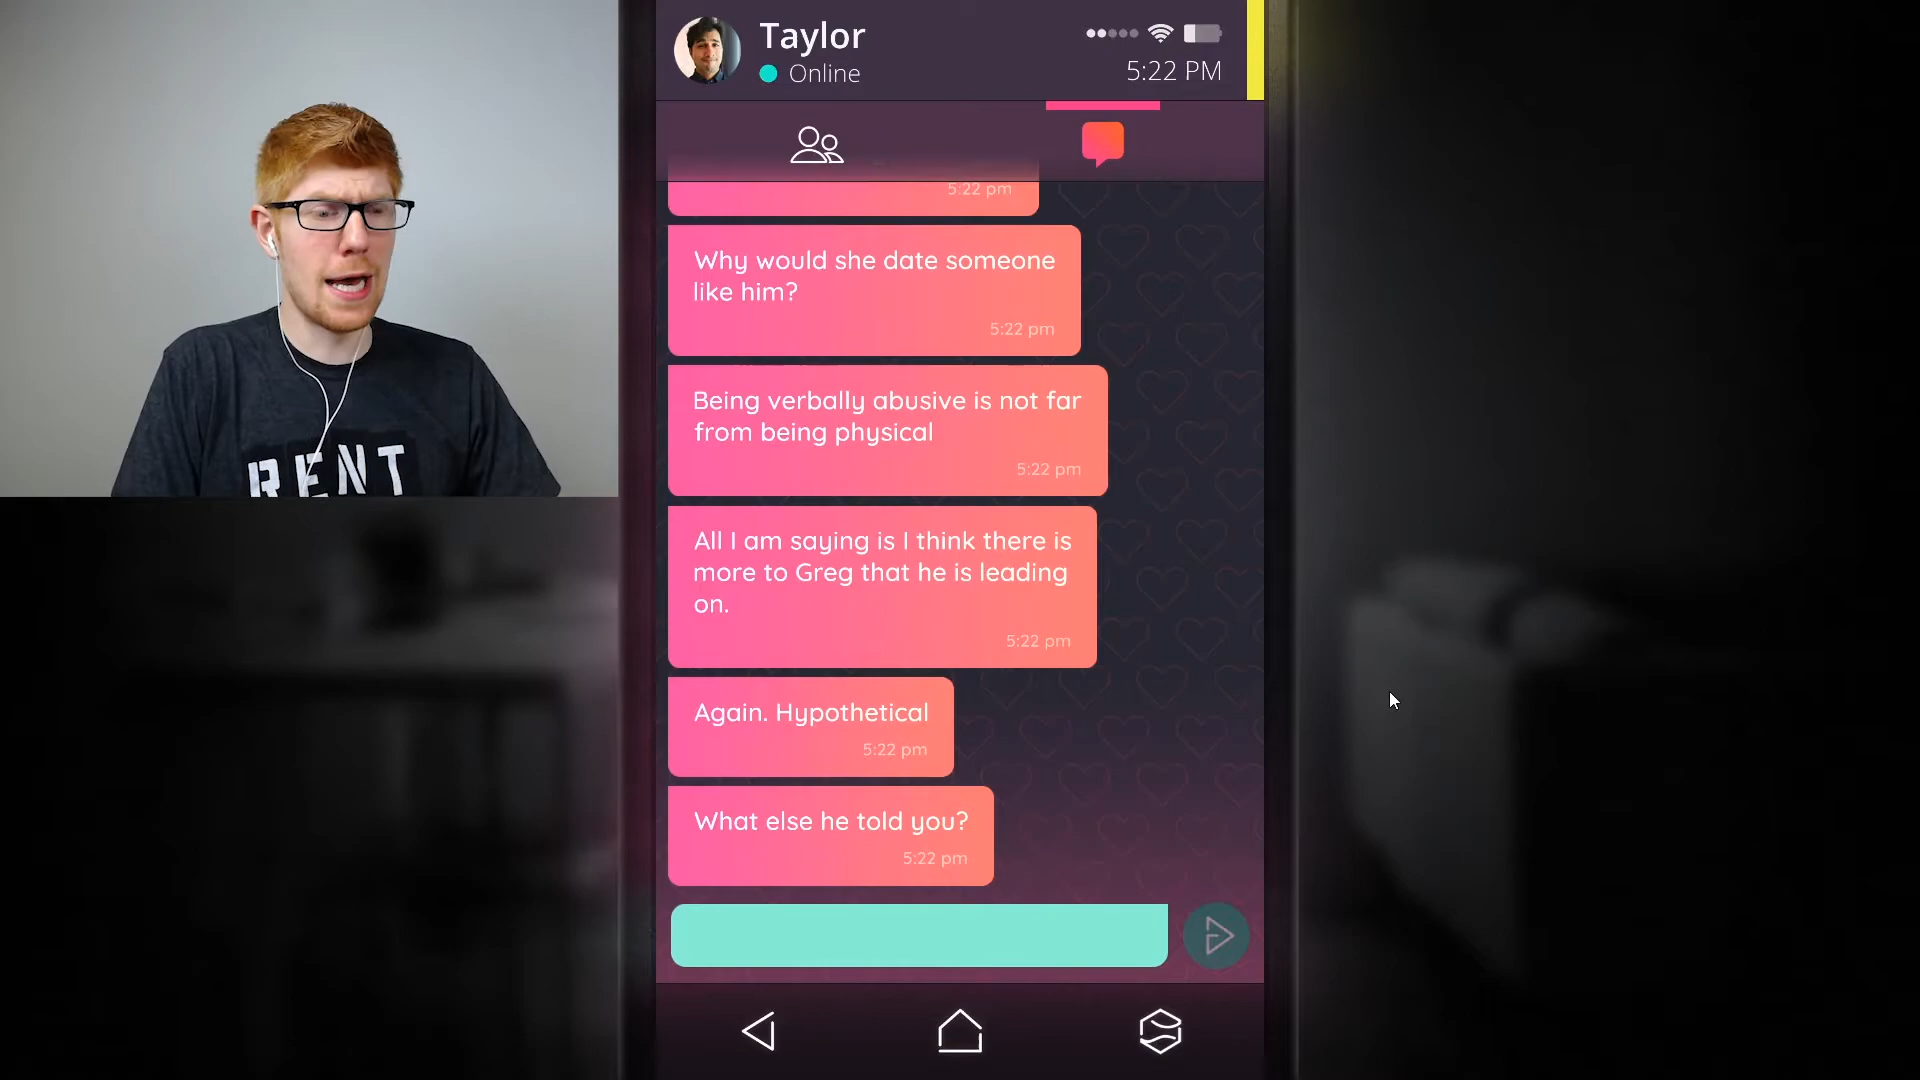 Taylor
Online
5:22 PM
5:22 pm
Why would she date someone
like him?
5:22 pm
Being verbally abusive is not far
from being physical
5:22 pm
All I am saying is I think there is
more to Greg that he is leading
on.
5:22 pm
Again. Hypothetical
5:22 pm
What else he told you?
5:22 pm
RENT